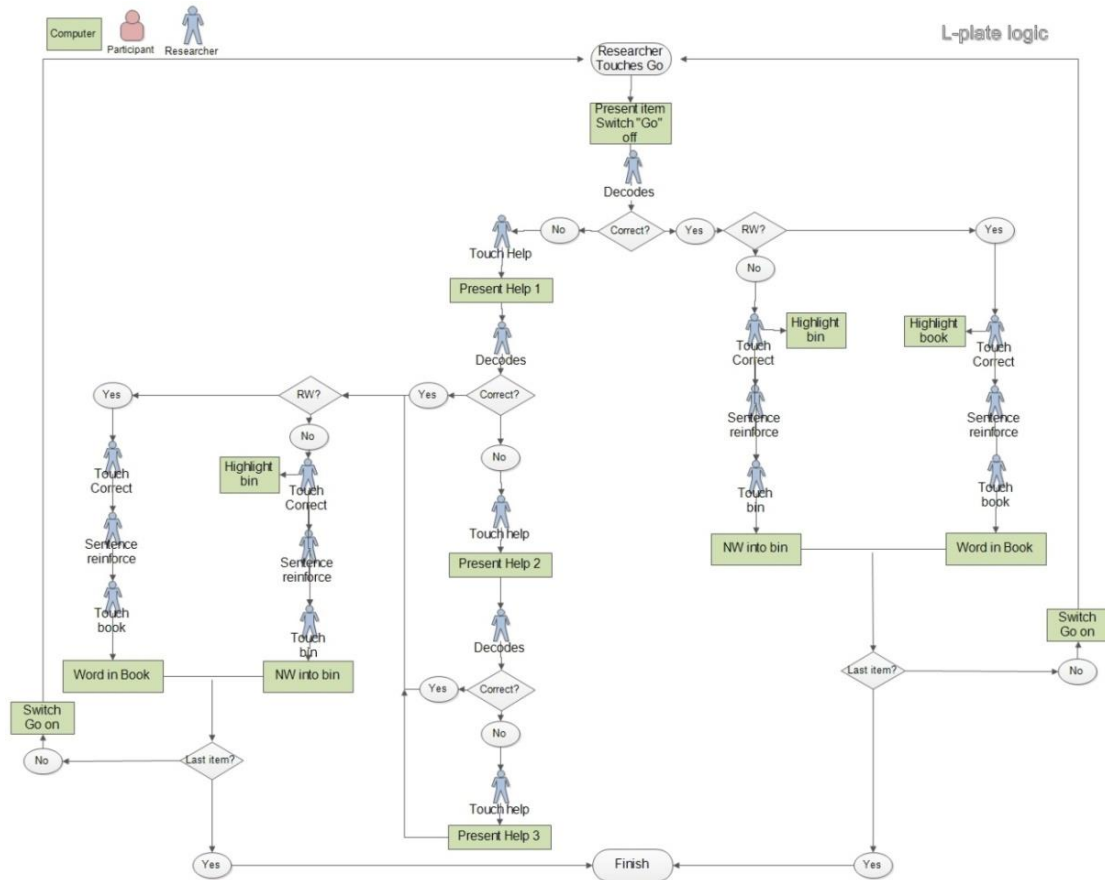 Computer
Participant
Researcher
L-plate logic
Researcher
Touches Go
Present item
Switch "Go"
off
Decodes
No
Correct?
Yes
RW?
Yes
Touch Help
No
Present Help 1
Highlight
bin
Touch
Correct
Highlight
book
Touch
Correct
Decodes
Yes
RW?
Yes
Correct?
Sentence
reinforce
Sentence
reinforce
No
No
Highlight
bin
Touch
Correct
Touch
Correct
Touch
bin
Touch
book
Touch help
Sentence
reinforce
Sentence
reinforce
NW into bin
Word in Book
Present Help 2
Touch
book
Touch
bin
Decodes
Switch
Go on
Word in Book
NW into bin
Last item?
No
Yes
Correct?
Switch
Go on
No
No
Last item?
Touch help
Present Help 3
Yes
Finish
Yes